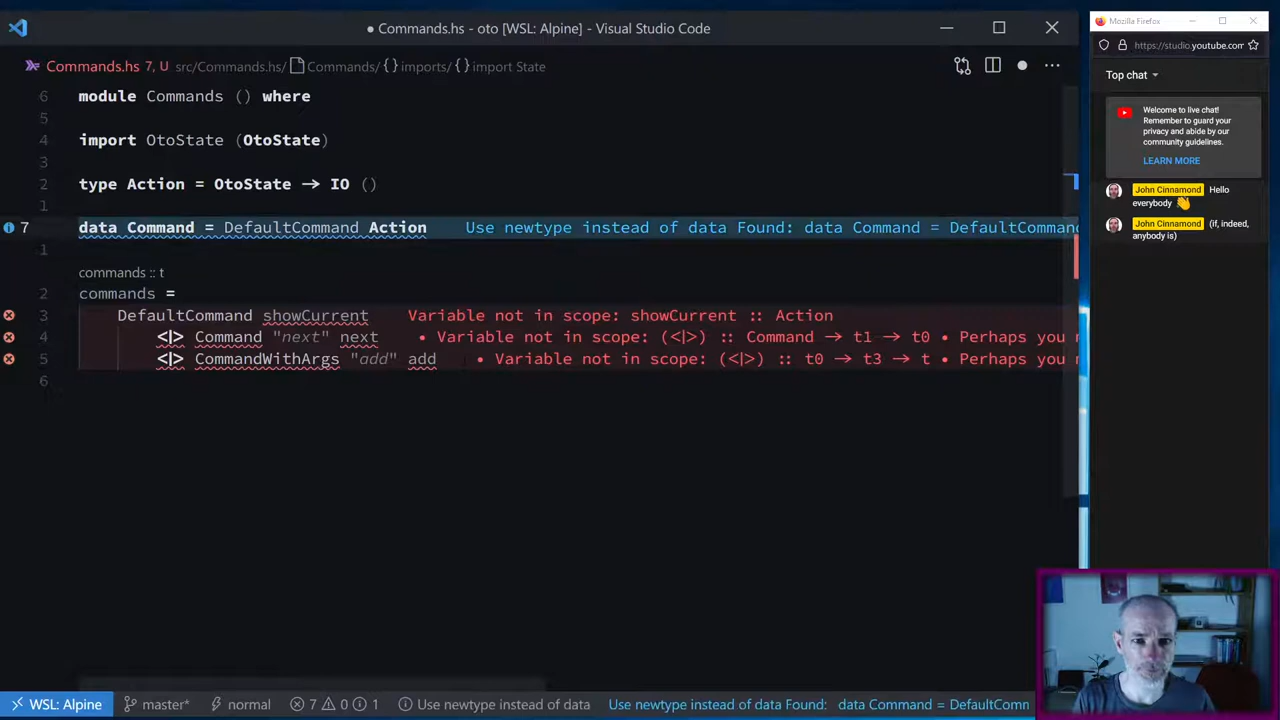 ● Commands.hs - oto [WSL: Alpine] - Visual Studio Code
Commands.hs 7, U src/Commands.hs/ Commands/ {} imports/ {} import State
6 module Commands () where
5
4 import OtoState (OtoState)
3
2 type Action = OtoState → IO ()
1
7 data Command = DefaultCommand Action Use newtype instead of data Found: data Command = DefaultCommand
1
commands :: t
2 commands =
3 DefaultCommand showCurrent Variable not in scope: showCurrent :: Action
4 <|> Command "next" next • Variable not in scope: (<|>) :: Command → t1 → t0 • Perhaps you
5 <|> CommandWithArgs "add" add • Variable not in scope: (<|>) :: t0 → t3 → t • Perhaps you
6
WSL: Alpine master* normal 7 0 1 Use newtype instead of data Use newtype instead of data Found: data Command = DefaultComm
Mozilla Firefox
https://studio.youtube.com
Top chat
Welcome to live chat!
Remember to guard your
privacy and abide by our
community guidelines.
LEARN MORE
John Cinnamond Hello
everybody 👋
John Cinnamond (if, indeed,
anybody is)